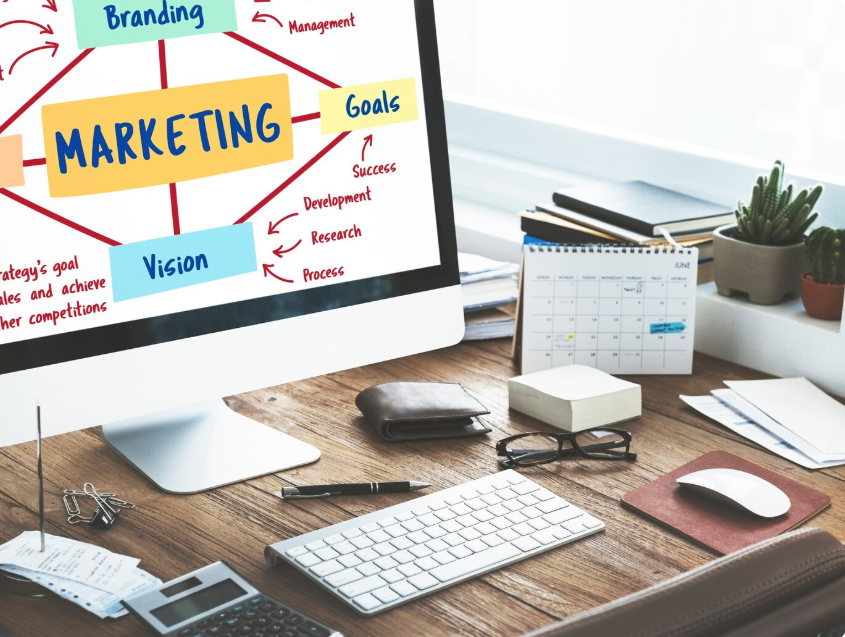 Branding
Management
MARKETING
Goals
Success
Development
Research
Process
Vision
rategy's goal
ales and achieve
her competitions
JUNE